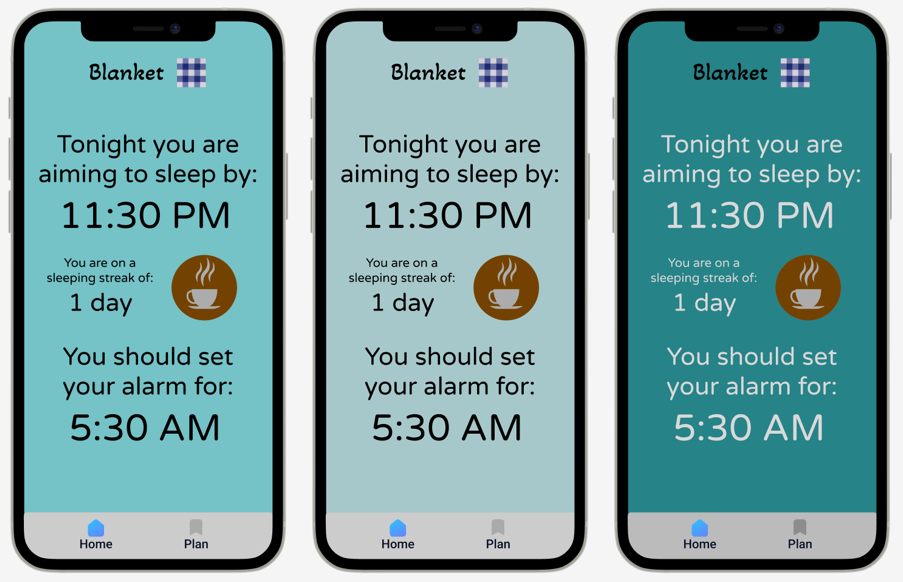 Blanket
Tonight you are
aiming to sleep by:
11:30 PM
You are on a
sleeping streak of:
1 day
You should set
your alarm for:
5:30 AM
Home
Plan
Blanket
Tonight you are
aiming to sleep by:
11:30 PM
You are on a
sleeping streak of:
1 day
You should set
your alarm for:
5:30 AM
Home
Plan
Blanket
Tonight you are
aiming to sleep by:
11:30 PM
You are on a
sleeping streak of:
1 day
You should set
your alarm for:
5:30 AM
Home
Plan